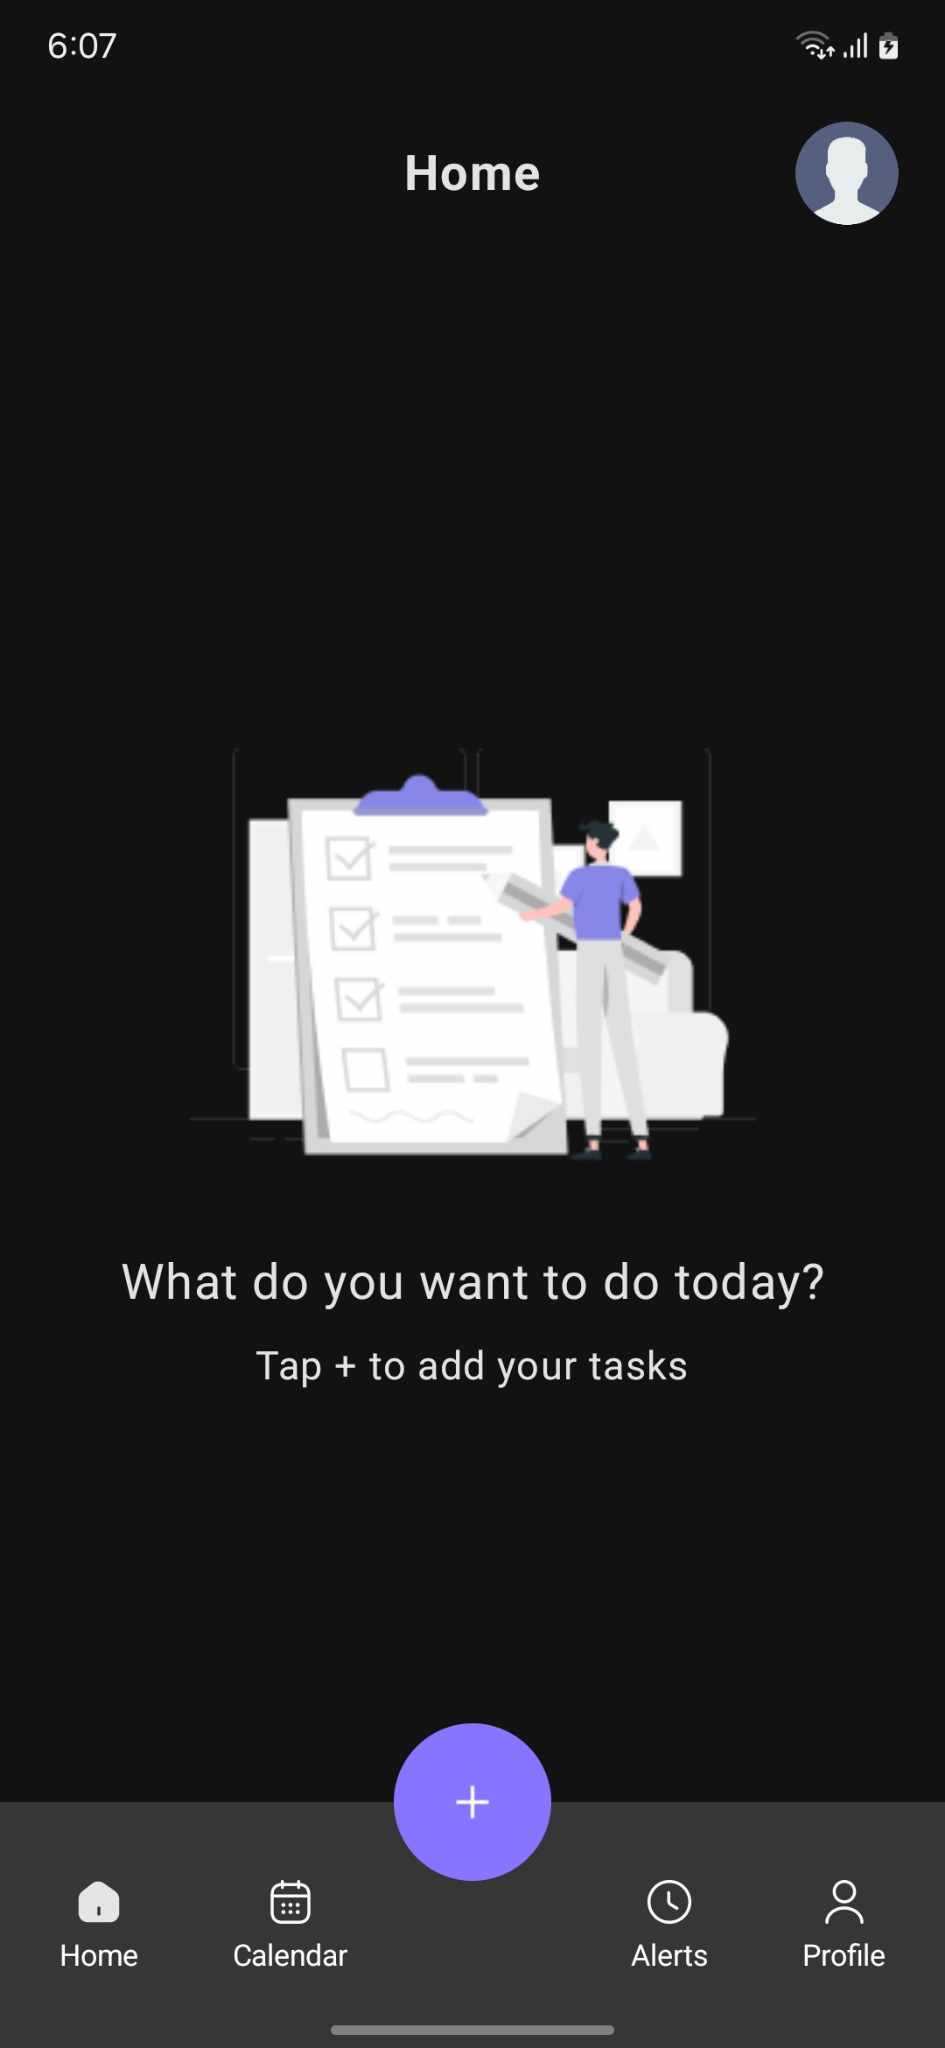 6:07
Home
What do you want to do today?
Tap + to add your tasks
Home
Calendar
Alerts
Profile